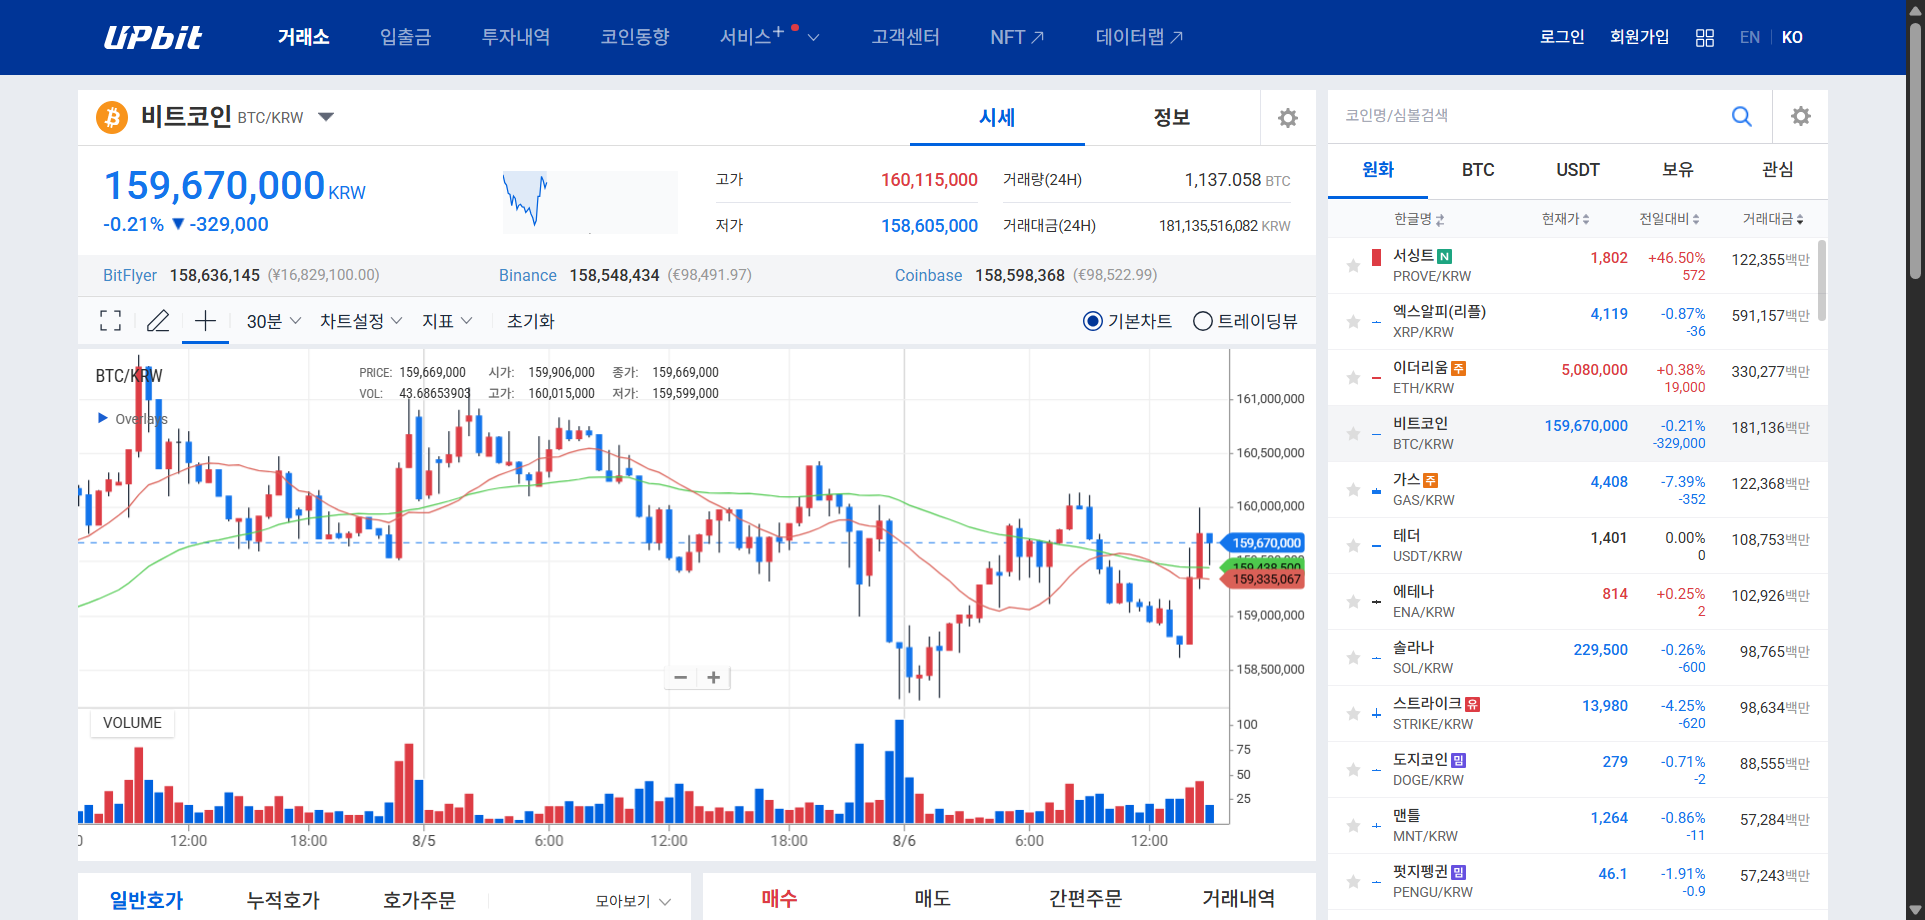 UPbit 거래소 입출금 투자내역 코인동향 서비스+ 고객센터 NFT 데이터랩 로그인 회원가입 EN KO
비트코인 BTC/KRW 시세 정보
159,670,000 KRW
-0.21% ▼ -329,000
고가 160,115,000 거래량(24H) 1,137.058 BTC
저가 158,605,000 거래대금(24H) 181,135,516,082 KRW
BitFlyer 158,636,145 (¥16,829,100.00) Binance 158,548,434 (€98,491.97) Coinbase 158,598,368 (€98,522.99)
30분 차트설정 지표 초기화 기본차트 트레이딩뷰
BTC/KRW PRICE: 159,669,000 시가: 159,906,000 종가: 159,669,000
VOL: 43.68653903 고가: 160,015,000 저가: 159,599,000
▶ Overlays
161,000,000
160,500,000
160,000,000
159,670,000
159,438,500
159,335,067
159,000,000
158,500,000
VOLUME
100
75
50
25
12:00 18:00 8/5 6:00 12:00 18:00 8/6 6:00 12:00
일반호가 누적호가 호가주문 모아보기
매수 매도 간편주문 거래내역
코인명/심볼검색
원화 BTC USDT 보유 관심
한글명 현재가 전일대비 거래대금
서싱트 N 1,802 +46.50% 122,355백만
PROVE/KRW 572
엑스알피(리플) 4,119 -0.87% 591,157백만
XRP/KRW -36
이더리움 주 5,080,000 +0.38% 330,277백만
ETH/KRW 19,000
비트코인 159,670,000 -0.21% 181,136백만
BTC/KRW -329,000
가스 주 4,408 -7.39% 122,368백만
GAS/KRW -352
테더 1,401 0.00% 108,753백만
USDT/KRW 0
에테나 814 +0.25% 102,926백만
ENA/KRW 2
솔라나 229,500 -0.26% 98,765백만
SOL/KRW -600
스트라이크 유 13,980 -4.25% 98,634백만
STRIKE/KRW -620
도지코인 밈 279 -0.71% 88,555백만
DOGE/KRW -2
맨틀 1,264 -0.86% 57,284백만
MNT/KRW -11
펏지펭귄 밈 46.1 -1.91% 57,243백만
PENGU/KRW -0.9